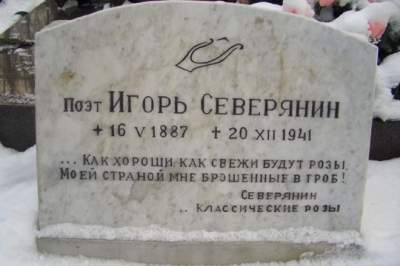 Поэт Игорь Северянин
+ 16 V 1887 + 20 XII 1941
... Как хороши, как свежи будут розы,
Моей страной мне брошенные в гроб!
Северянин
.. Классические розы